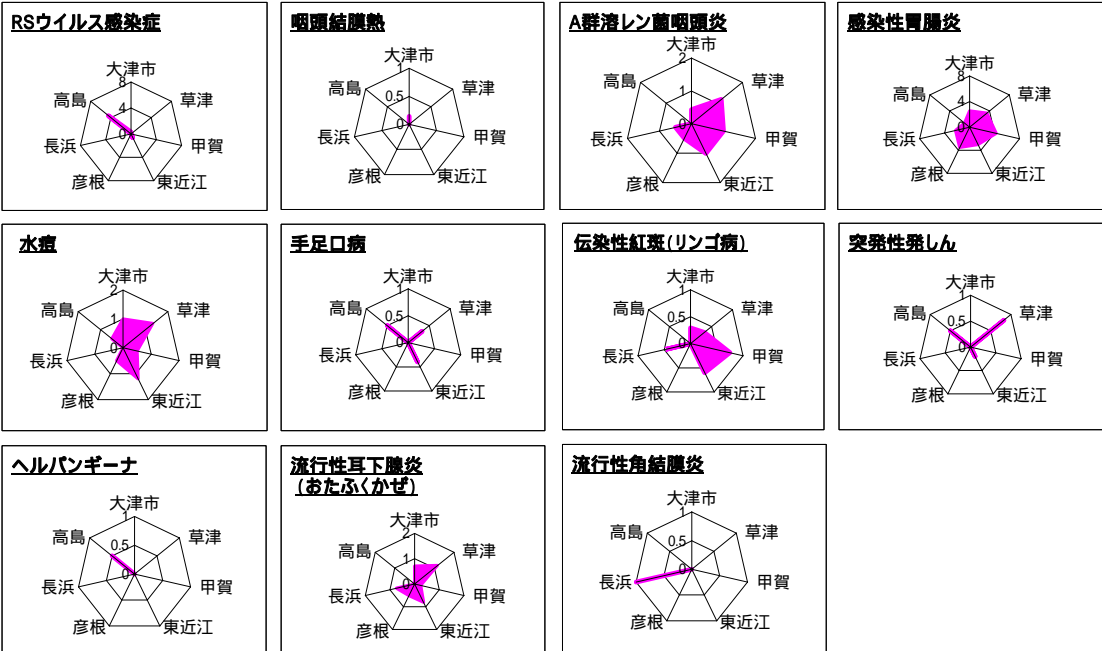 RSウイルス感染症
大津市
8
草津
4
高島
0
長浜
甲賀
彦根
東近江
咽頭結膜熱
大津市
1
草津
高島
0.5
0
長浜
甲賀
彦根
東近江
A群溶レン菌咽頭炎
大津市
2
草津
高島
1
0
長浜
甲賀
彦根
東近江
感染性胃腸炎
大津市
8
草津
高島
4
0
長浜
甲賀
彦根
東近江
水痘
大津市
2
草津
高島
1
0
長浜
甲賀
彦根
東近江
手足口病
大津市
1
草津
高島
0.5
0
長浜
甲賀
彦根
東近江
伝染性紅斑(リンゴ病)
大津市
1
草津
高島
0.5
0
長浜
甲賀
彦根
東近江
突発性発しん
大津市
1
草津
高島
0.5
0
長浜
甲賀
彦根
東近江
ヘルパンギーナ
大津市
1
草津
高島
0.5
0
長浜
甲賀
彦根
東近江
流行性耳下腺炎
(おたふくかぜ)
大津市
2
草津
高島
1
0
長浜
甲賀
彦根
東近江
流行性角結膜炎
大津市
1
草津
高島
0.5
0
長浜
甲賀
彦根
東近江